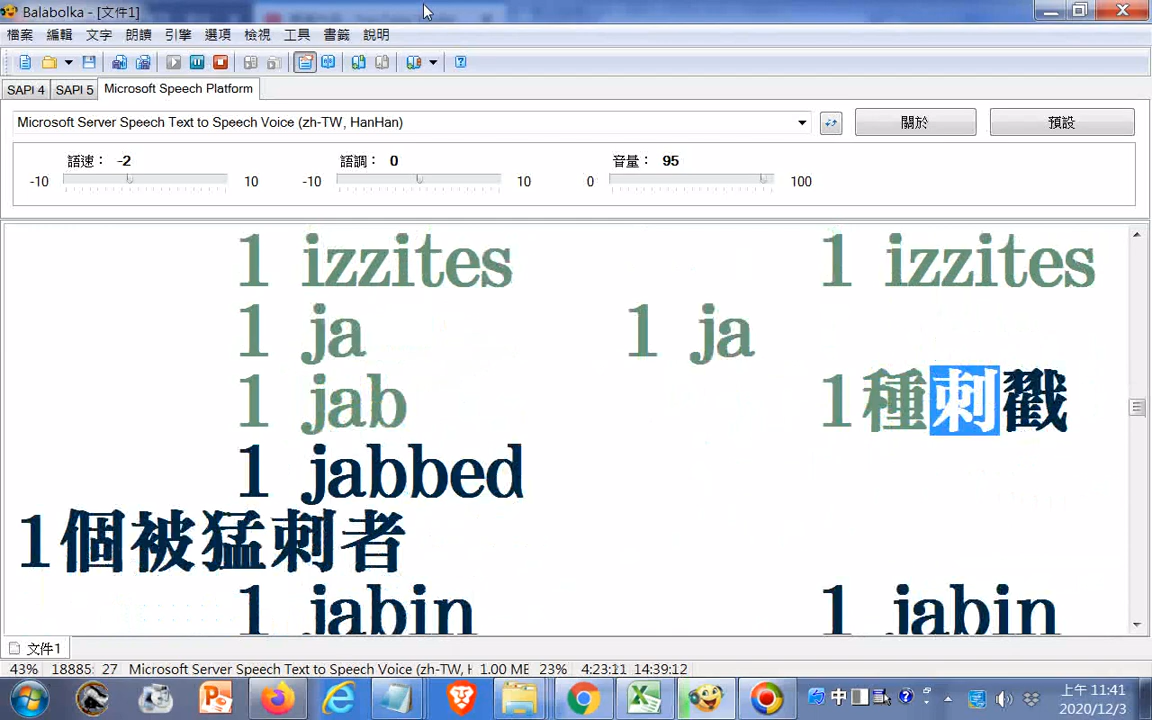 Balabolka - [文件1]
檔案 編輯 文字 朗讀 引擎 選項 檢視 工具 書籤 說明
SAPI 4 SAPI 5 Microsoft Speech Platform
Microsoft Server Speech Text to Speech Voice (zh-TW, HanHan) 關於 預設
語速： -2 語調： 0 音量： 95
-10 10 -10 10 0 100
1 izzites 1 izzites
1 ja 1 ja
1 jab 1種刺戳
1 jabbed
1個被猛刺者
1 jabin 1 jabin
文件1
43% 18885: 27 Microsoft Server Speech Text to Speech Voice (zh-TW, H 1.00 ME 23% 4:23:11 14:39:12
中 上午 11:41
2020/12/3